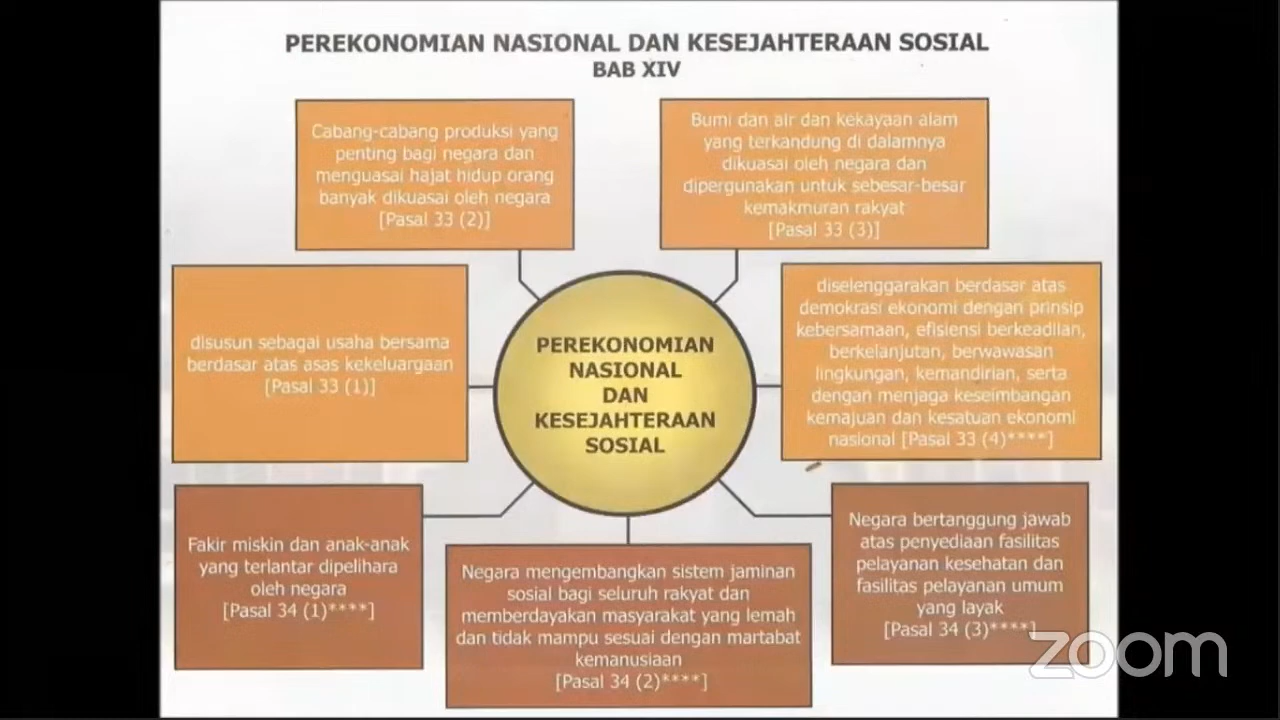 PEREKONOMIAN NASIONAL DAN KESEJAHTERAAN SOSIAL
BAB XIV
Cabang-cabang produksi yang
penting bagi negara dan
menguasai hajat hidup orang
banyak dikuasai oleh negara
[Pasal 33 (2)]
Bumi dan air dan kekayaan alam
yang terkandung di dalamnya
dikuasai oleh negara dan
dipergunakan untuk sebesar-besar
kemakmuran rakyat
[Pasal 33 (3)]
disusun sebagai usaha bersama
berdasar atas asas kekeluargaan
[Pasal 33 (1)]
PEREKONOMIAN
NASIONAL
DAN
KESEJAHTERAAN
SOSIAL
diselenggarakan berdasar atas
demokrasi ekonomi dengan prinsip
kebersamaan, efisiensi berkeadilan,
berkelanjutan, berwawasan
lingkungan, kemandirian, serta
dengan menjaga keseimbangan
kemajuan dan kesatuan ekonomi
nasional [Pasal 33 (4)****]
Fakir miskin dan anak-anak
yang terlantar dipelihara
oleh negara
[Pasal 34 (1)****]
Negara mengembangkan sistem jaminan
sosial bagi seluruh rakyat dan
memberdayakan masyarakat yang lemah
dan tidak mampu sesuai dengan martabat
kemanusiaan
[Pasal 34 (2)****]
Negara bertanggung jawab
atas penyediaan fasilitas
pelayanan kesehatan dan
fasilitas pelayanan umum
yang layak
[Pasal 34 (3)****]
zoom